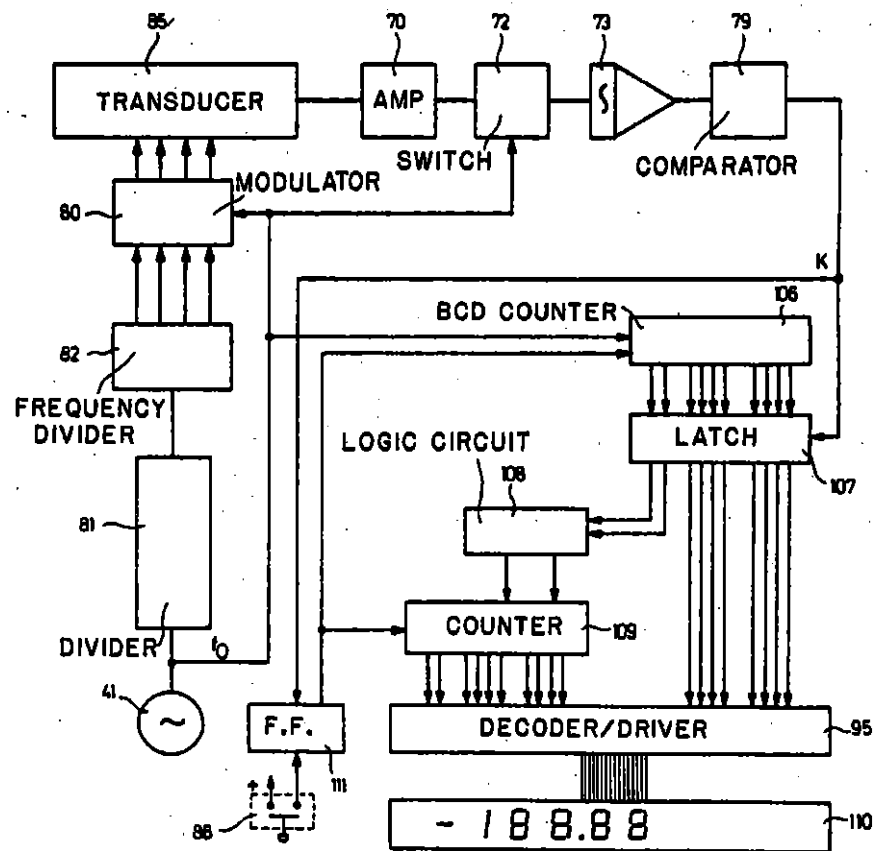 85
70
72
73
79
TRANSDUCER
AMP
SWITCH
∫
COMPARATOR
MODULATOR
80
K
BCD COUNTER
106
82
FREQUENCY
DIVIDER
LATCH
107
LOGIC CIRCUIT
108
81
COUNTER
109
DIVIDER
f0
41
~
F.F.
111
DECODER/DRIVER
95
+
88
-188.88
110